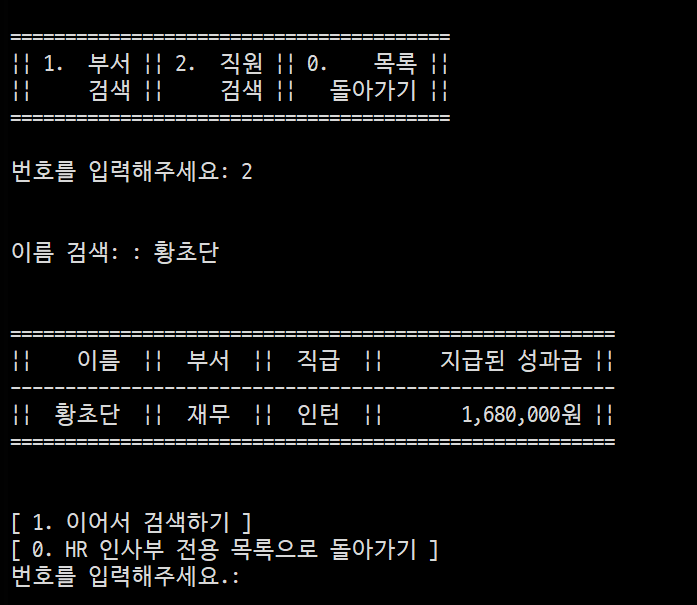 ========================================
|| 1.  부서 || 2.  직원 || 0.    목록 ||
||     검색 ||     검색 ||   돌아가기 ||
========================================
번호를 입력해주세요: 2
이름 검색: : 황초단
=======================================================
||    이름  ||  부서  ||  직급  ||     지급된 성과급 ||
-------------------------------------------------------
||  황초단  ||  재무  ||  인턴  ||       1,680,000원 ||
=======================================================
[ 1. 이어서 검색하기 ]
[ 0. HR 인사부 전용 목록으로 돌아가기 ]
번호를 입력해주세요.: